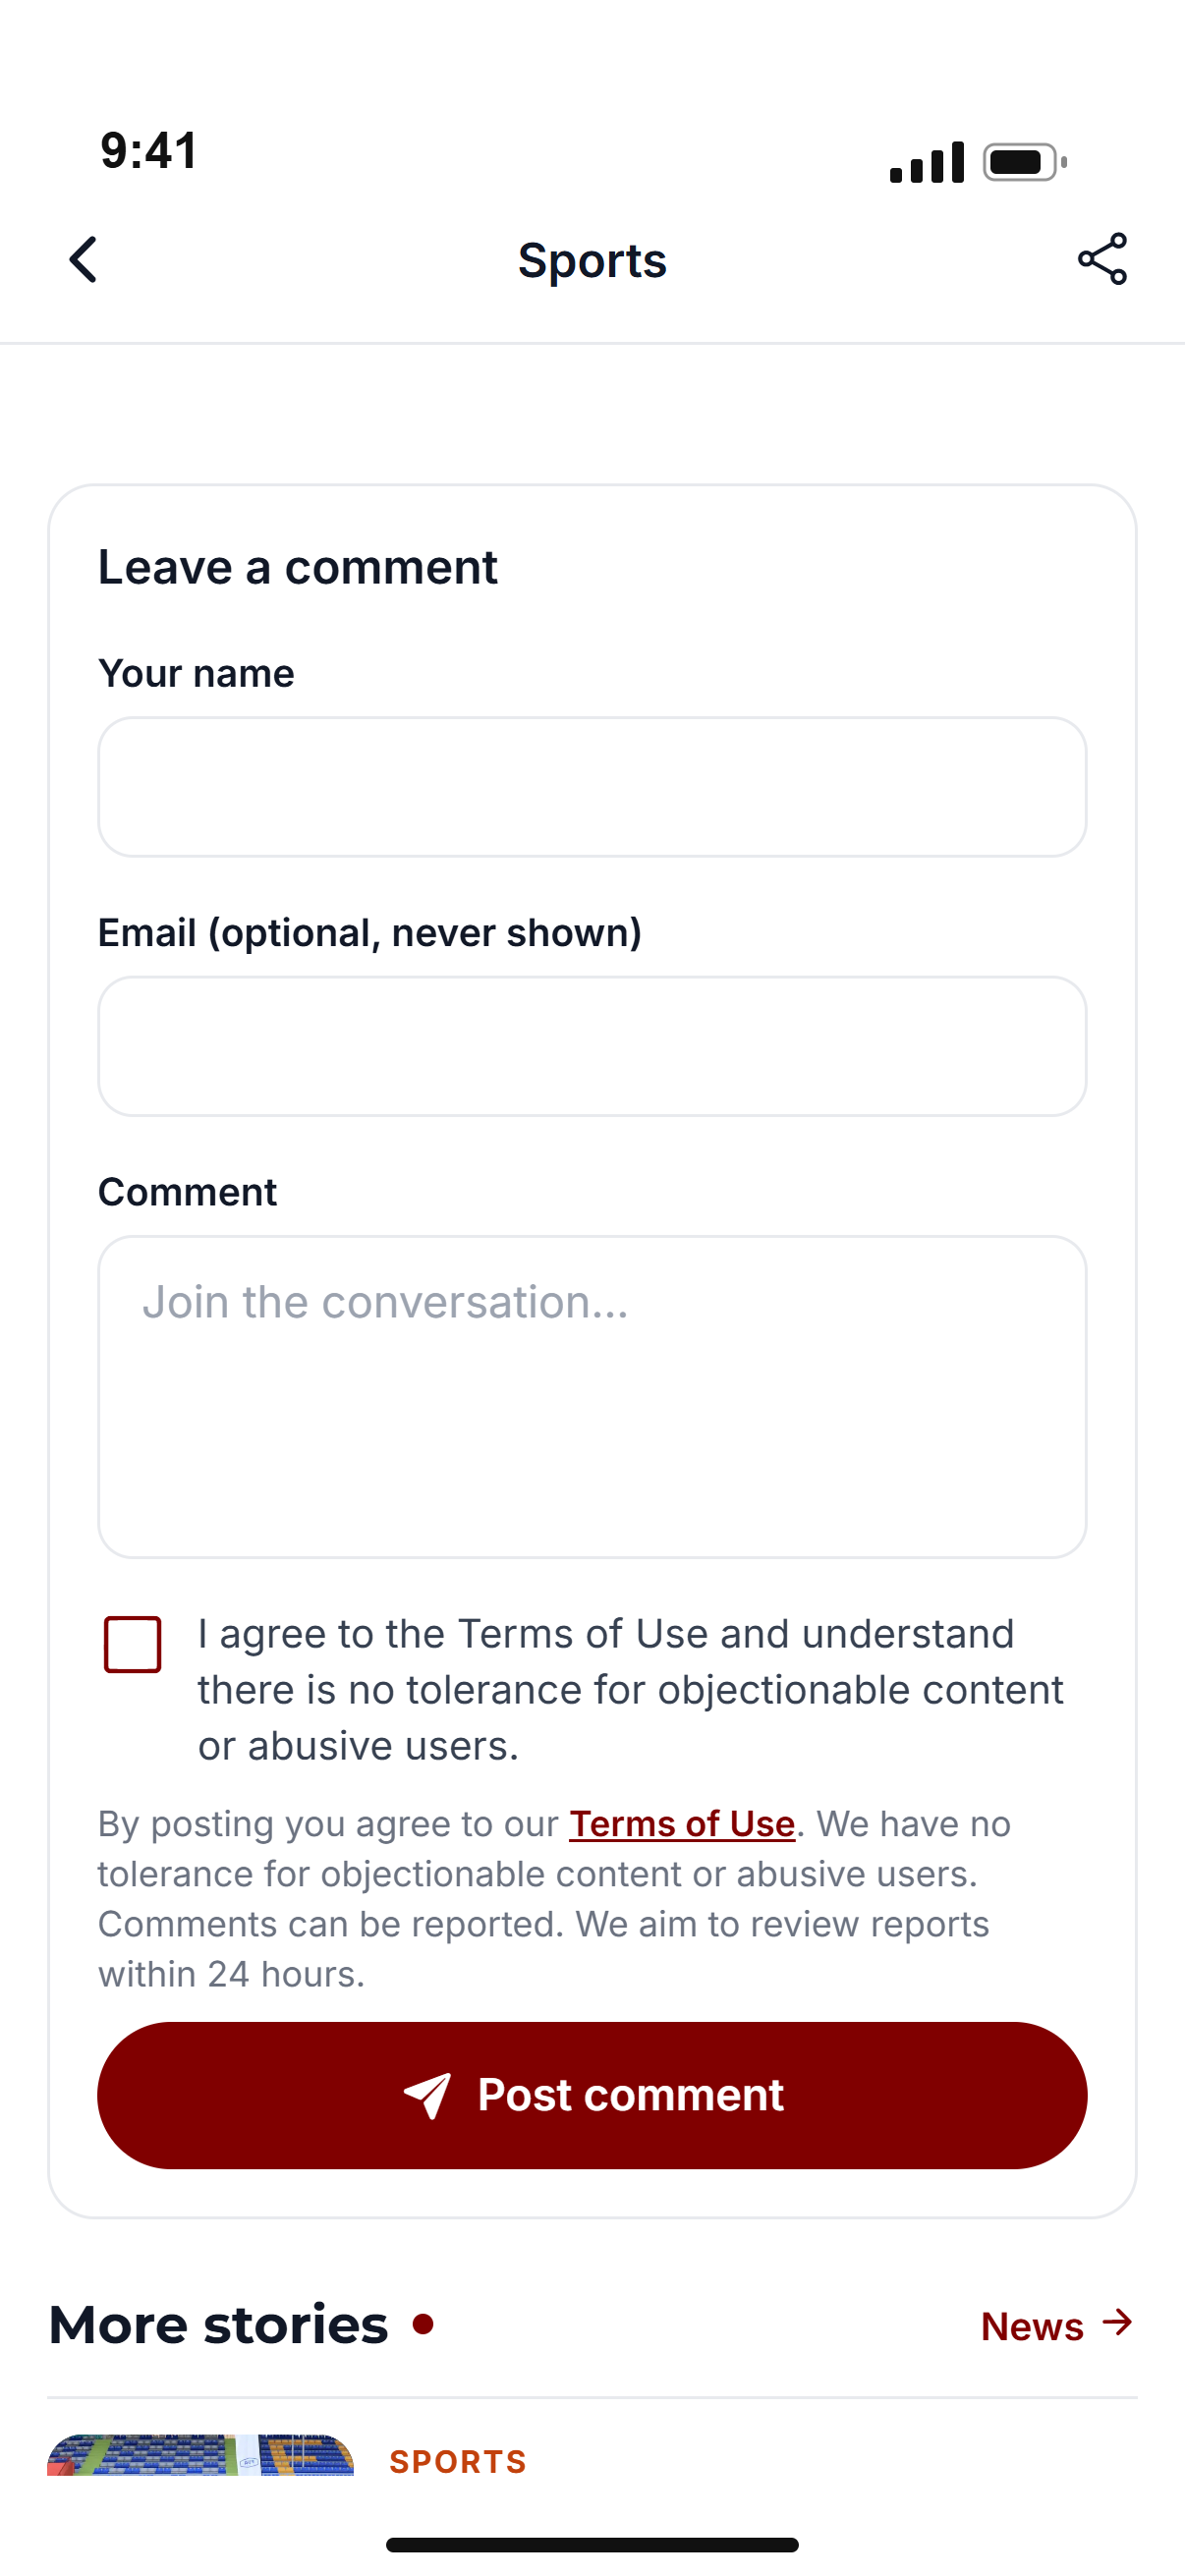 9:41
Sports
Leave a comment
Your name
Email (optional, never shown)
Comment
Join the conversation...
I agree to the Terms of Use and understand
there is no tolerance for objectionable content
or abusive users.
By posting you agree to our Terms of Use. We have no
tolerance for objectionable content or abusive users.
Comments can be reported. We aim to review reports
within 24 hours.
Post comment
More stories
News
SPORTS